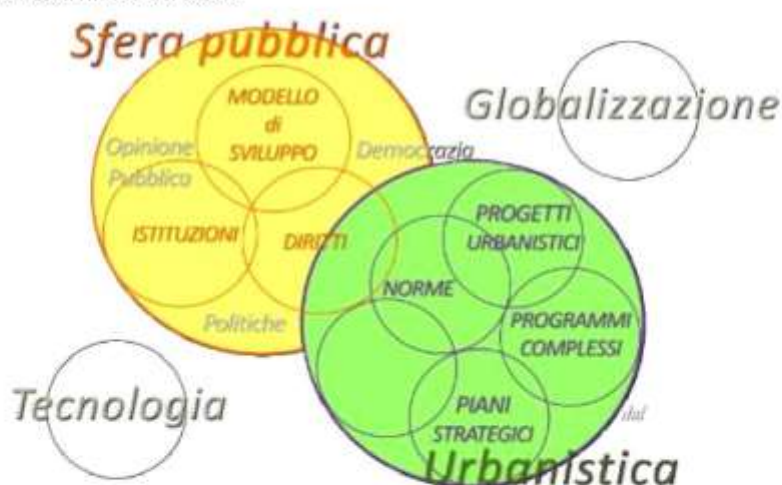 Sfera pubblica
MODELLO
di
SVILUPPO
Globalizzazione
Opinione
Pubblica
Democrazia
ISTITUZIONI
DIRITTI
PROGETTI
URBANISTICI
NORME
Politiche
PROGRAMMI
COMPLESSI
Tecnologia
PIANI
STRATEGICI
dal
Urbanistica